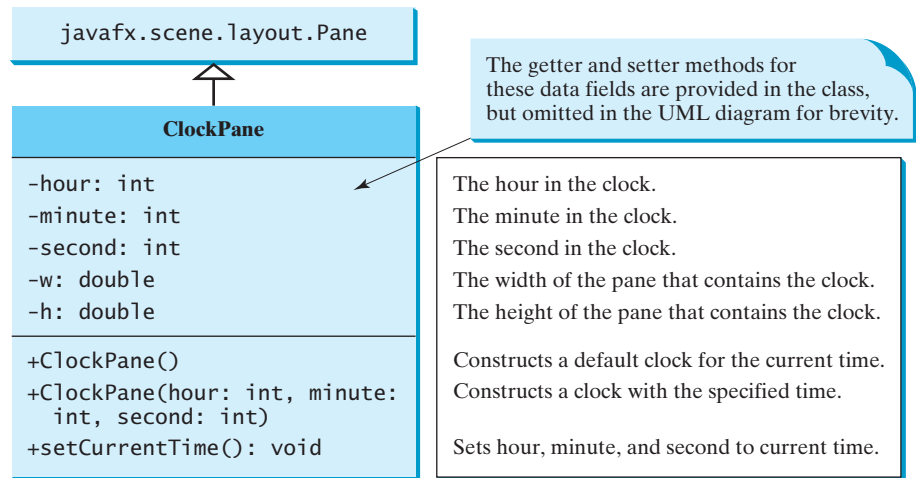 javafx.scene.layout.Pane
The getter and setter methods for
these data fields are provided in the class,
but omitted in the UML diagram for brevity.
ClockPane
-hour: int
-minute: int
-second: int
-w: double
-h: double
The hour in the clock.
The minute in the clock.
The second in the clock.
The width of the pane that contains the clock.
The height of the pane that contains the clock.
+ClockPane()
+ClockPane(hour: int, minute:
int, second: int)
+setCurrentTime(): void
Constructs a default clock for the current time.
Constructs a clock with the specified time.
Sets hour, minute, and second to current time.